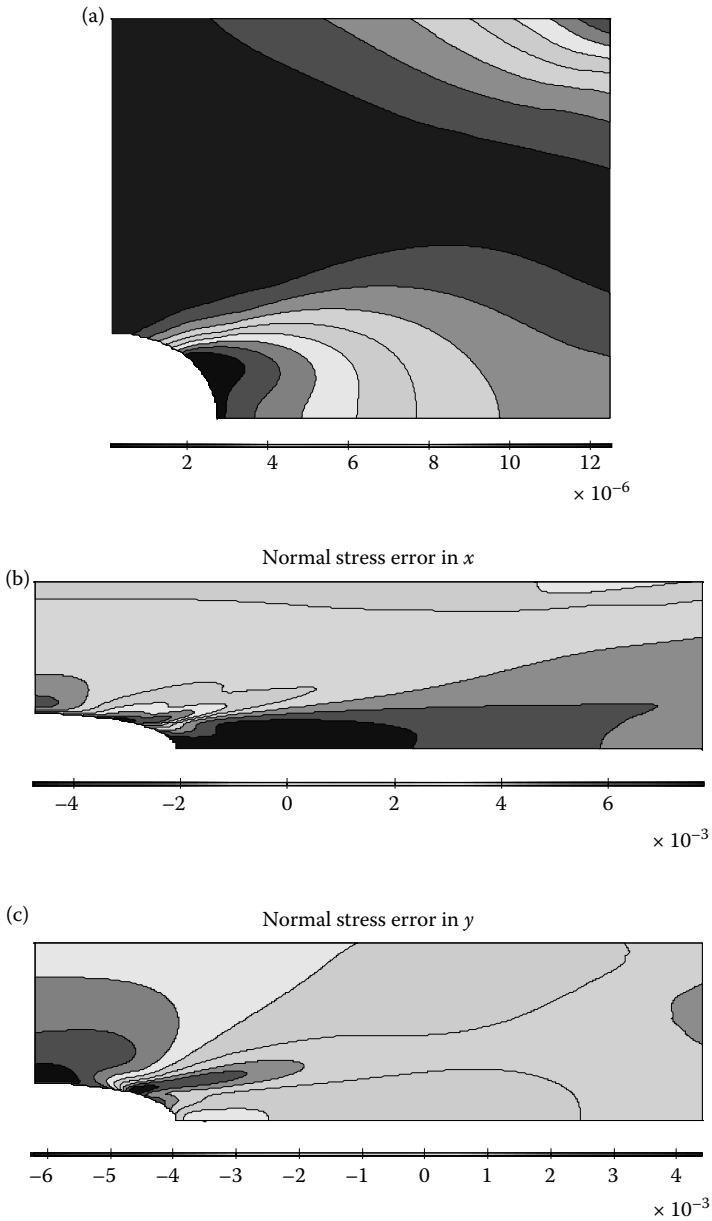 (a)
2 4 6 8 10 12
× 10⁻⁶
Normal stress error in x
(b)
−4 −2 0 2 4 6
× 10⁻³
(c)
Normal stress error in y
−6 −5 −4 −3 −2 −1 0 1 2 3 4
× 10⁻³